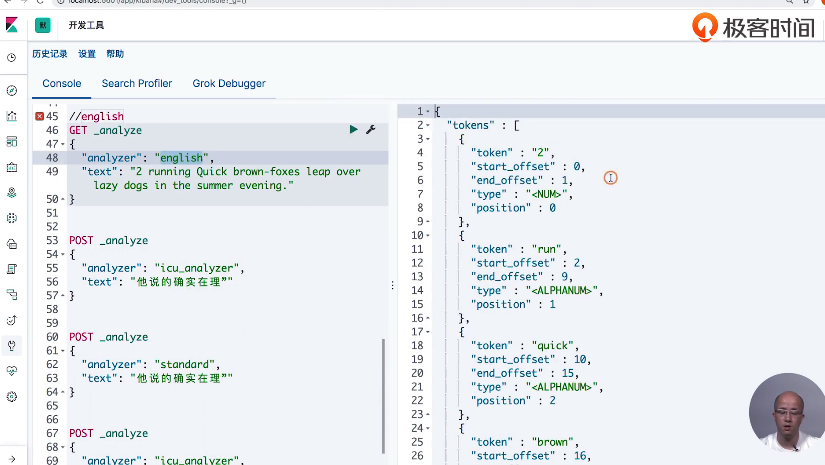 开发工具
极客时间
历史记录 设置 帮助
Console Search Profiler Grok Debugger
45 //english
46 GET _analyze
47 {
48 "analyzer": "english",
49 "text": "2 running Quick brown-foxes leap over
lazy dogs in the summer evening."
50 }
51
52
53 POST _analyze
54 {
55 "analyzer": "icu_analyzer",
56 "text": "他说的确实在理”"
57 }
58
59
60 POST _analyze
61 {
62 "analyzer": "standard",
63 "text": "他说的确实在理”"
64 }
65
66
67 POST _analyze
68 {
69 "analyzer": "icu_analyzer",
1 {
2 "tokens" : [
3 {
4 "token" : "2",
5 "start_offset" : 0,
6 "end_offset" : 1,
7 "type" : "<NUM>",
8 "position" : 0
9 },
10 {
11 "token" : "run",
12 "start_offset" : 2,
13 "end_offset" : 9,
14 "type" : "<ALPHANUM>",
15 "position" : 1
16 },
17 {
18 "token" : "quick",
19 "start_offset" : 10,
20 "end_offset" : 15,
21 "type" : "<ALPHANUM>",
22 "position" : 2
23 },
24 {
25 "token" : "brown",
26 "start_offset" : 16,